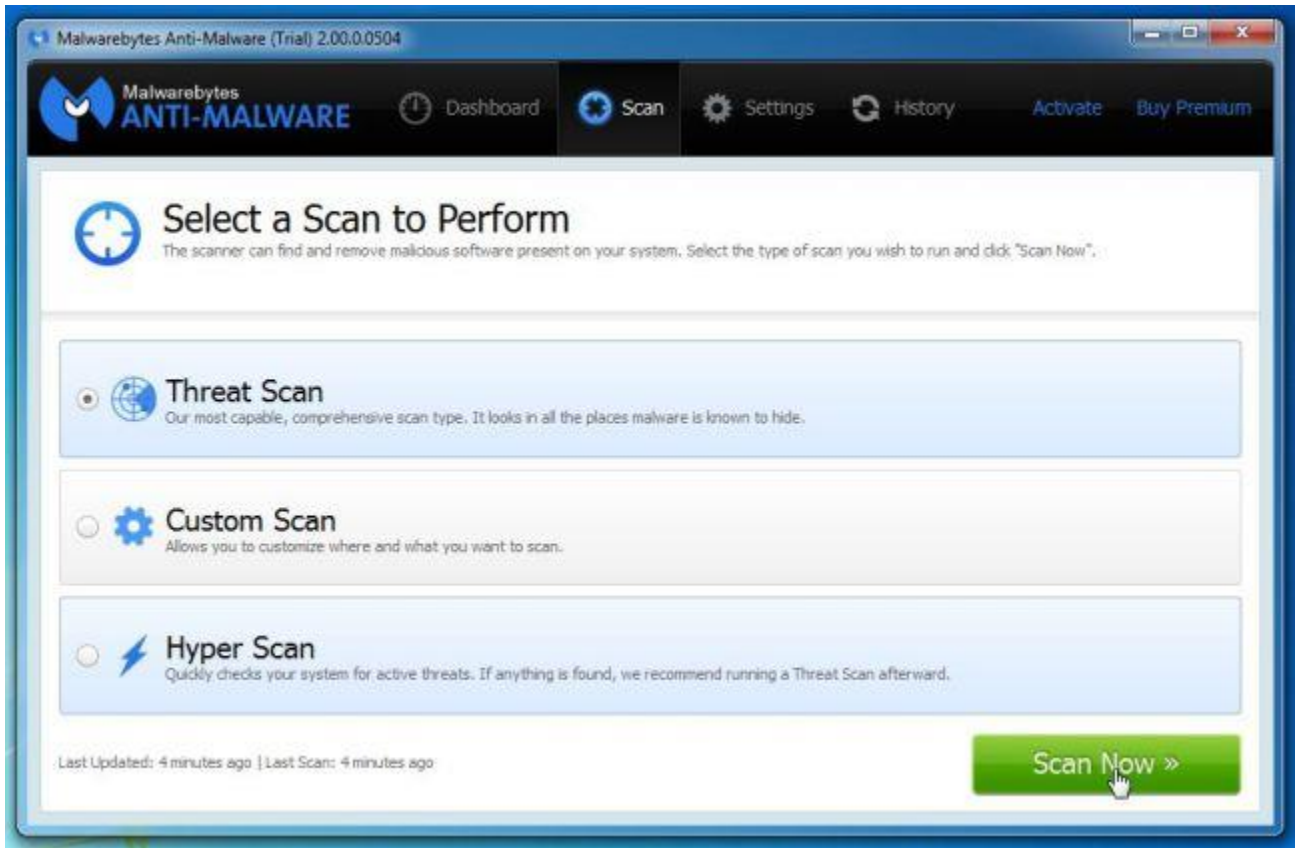 Malwarebytes Anti-Malware (Trial) 2.00.0.0504
Malwarebytes
ANTI-MALWARE
Dashboard
Scan
Settings
History
Activate
Buy Premium
Select a Scan to Perform
The scanner can find and remove malicious software present on your system. Select the type of scan you wish to run and click "Scan Now".
Threat Scan
Our most capable, comprehensive scan type. It looks in all the places malware is known to hide.
Custom Scan
Allows you to customize where and what you want to scan.
Hyper Scan
Quickly checks your system for active threats. If anything is found, we recommend running a Threat Scan afterward.
Last Updated: 4 minutes ago | Last Scan: 4 minutes ago
Scan Now »